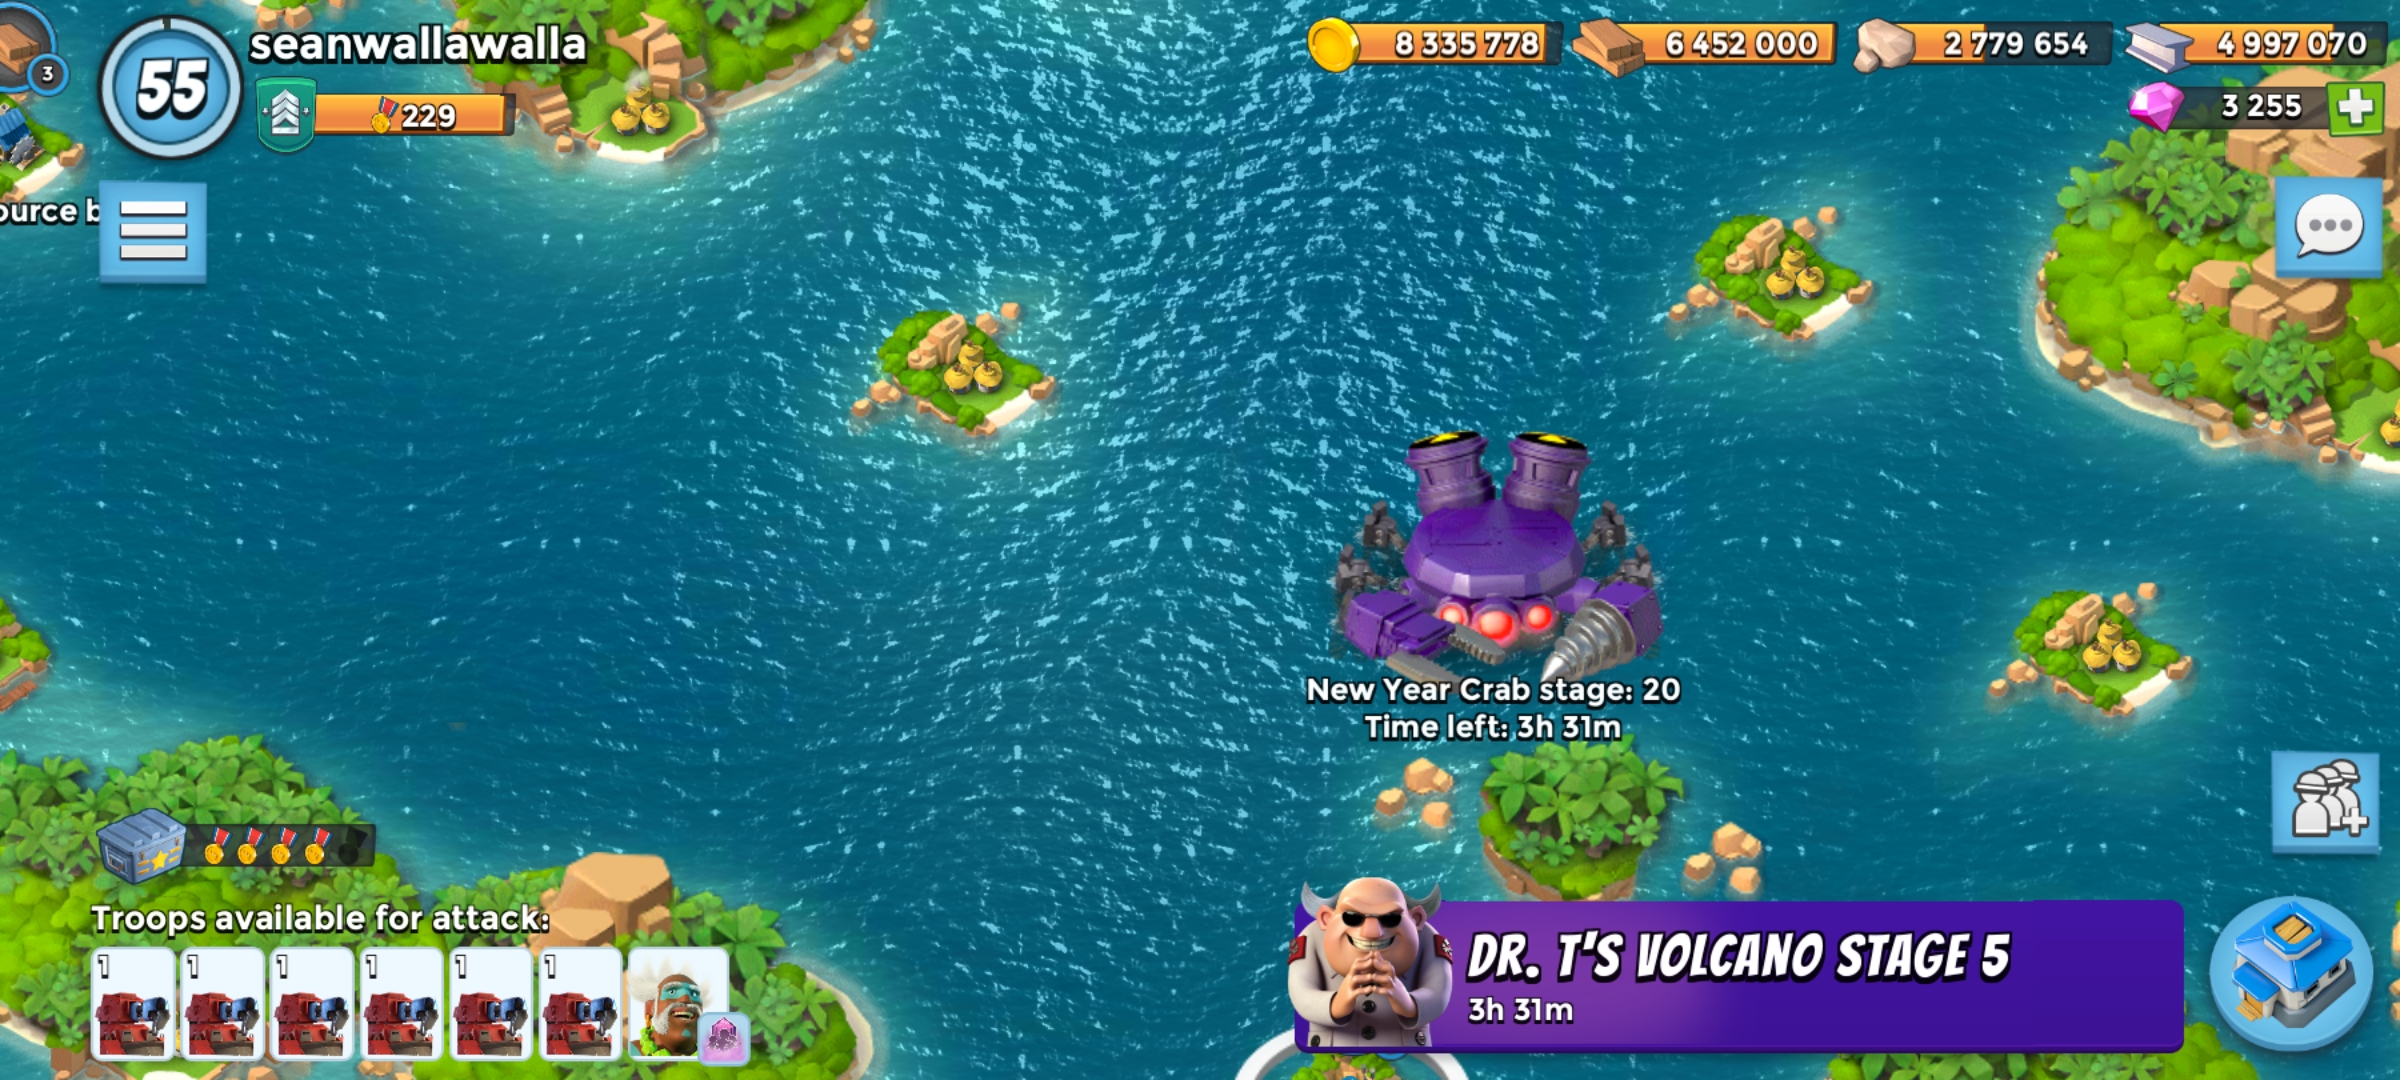 3
55
seanwallawalla
229
8 335 778
6 452 000
2 779 654
4 997 070
3 255
ource b
New Year Crab stage: 20
Time left: 3h 31m
Troops available for attack:
1
1
1
1
1
1
DR. T'S VOLCANO STAGE 5
3h 31m